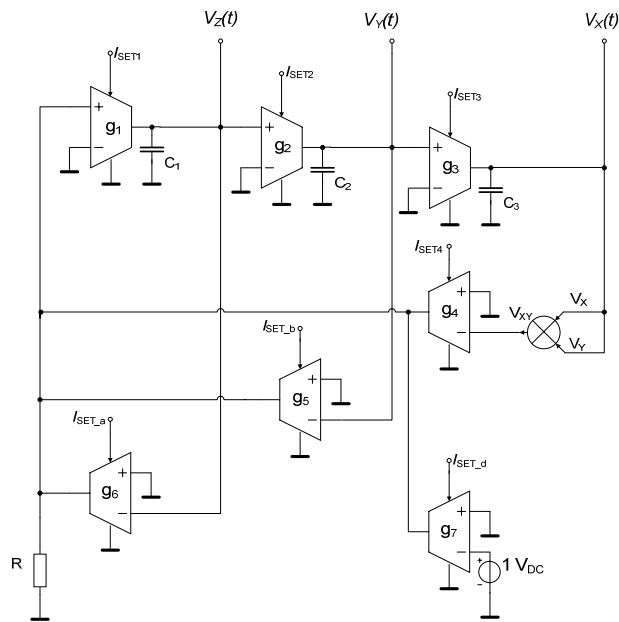 V_Z(t)
V_Y(t)
V_X(t)
I_SET1
I_SET2
I_SET3
+
g_1
−
C_1
+
g_2
−
C_2
+
g_3
−
C_3
I_SET4
+
g_4
−
V_XY
V_X
V_Y
I_SET_b
+
g_5
−
I_SET_a
+
g_6
−
I_SET_d
+
g_7
−
+
-
1 V_DC
R